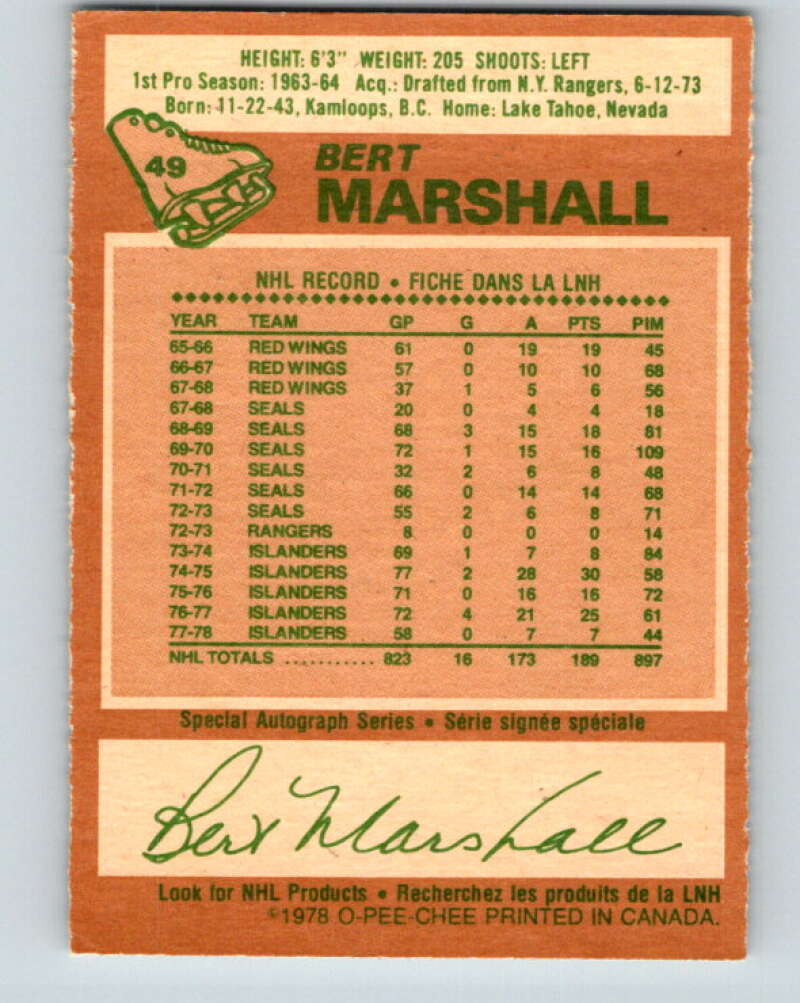 HEIGHT: 6'3" WEIGHT: 205 SHOOTS: LEFT
1st Pro Season: 1963-64 Acq.: Drafted from N.Y. Rangers, 6-12-73
Born: 11-22-43, Kamloops, B.C. Home: Lake Tahoe, Nevada
49
BERT
MARSHALL
NHL RECORD • FICHE DANS LA LNH
YEAR TEAM GP G A PTS PIM
65-66 RED WINGS 61 0 19 19 45
66-67 RED WINGS 57 0 10 10 68
67-68 RED WINGS 37 1 5 6 56
67-68 SEALS 20 0 4 4 18
68-69 SEALS 68 3 15 18 81
69-70 SEALS 72 1 15 16 109
70-71 SEALS 32 2 6 8 48
71-72 SEALS 66 0 14 14 68
72-73 SEALS 55 2 6 8 71
72-73 RANGERS 8 0 0 0 14
73-74 ISLANDERS 69 1 7 8 84
74-75 ISLANDERS 77 2 28 30 58
75-76 ISLANDERS 71 0 16 16 72
76-77 ISLANDERS 72 4 21 25 61
77-78 ISLANDERS 58 0 7 7 44
NHL TOTALS ........... 823 16 173 189 897
Special Autograph Series • Série signée spéciale
Bert Marshall
Look for NHL Products • Recherchez les produits de la LNH
©1978 O-PEE-CHEE PRINTED IN CANADA.